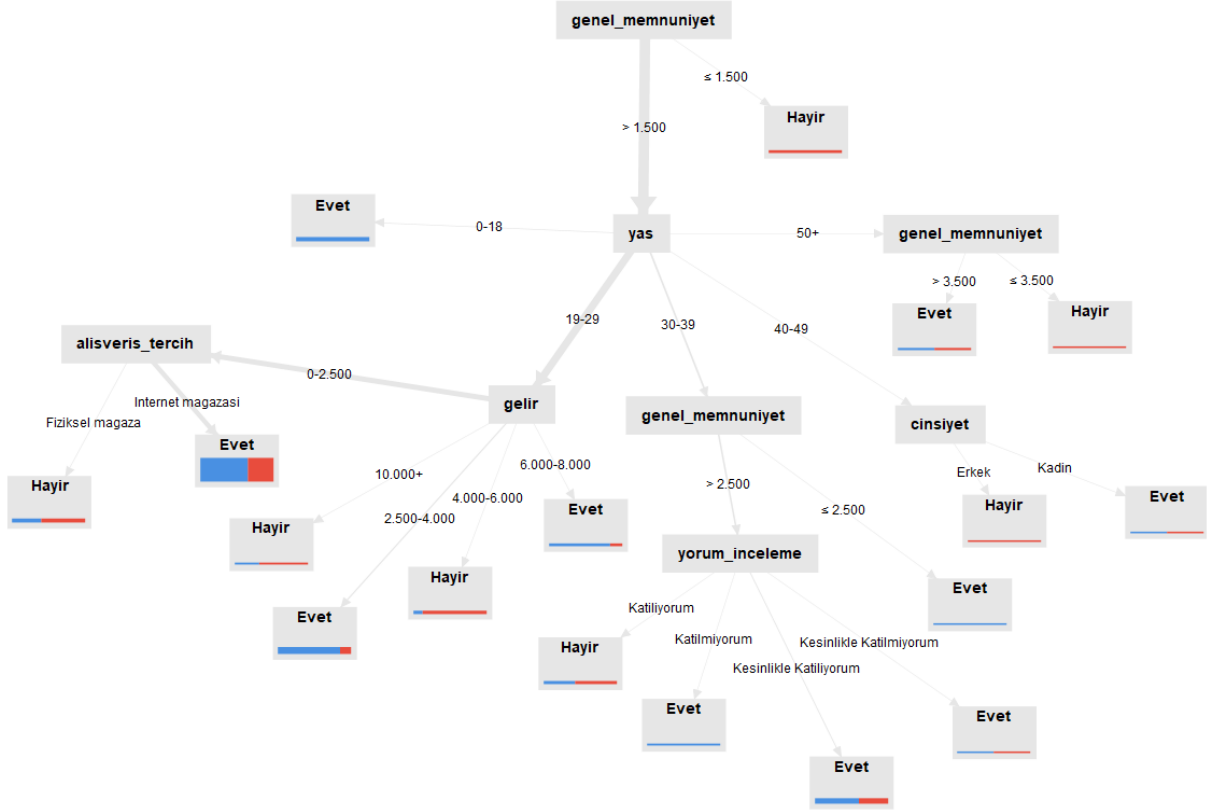 genel_memnuniyet
≤ 1.500
Hayir
> 1.500
Evet
0-18
yas
50+
genel_memnuniyet
> 3.500
≤ 3.500
Evet
Hayir
19-29
30-39
40-49
alisveris_tercih
0-2.500
Internet magazasi
Fiziksel magaza
gelir
genel_memnuniyet
cinsiyet
Evet
Hayir
10.000+
6.000-8.000
2.500-4.000
4.000-6.000
> 2.500
≤ 2.500
Erkek
Kadin
Hayir
Evet
Hayir
Evet
yorum_inceleme
Hayir
Evet
Evet
Katiliyorum
Katilmiyorum
Kesinlikle Katilmiyorum
Kesinlikle Katiliyorum
Hayir
Evet
Evet
Evet